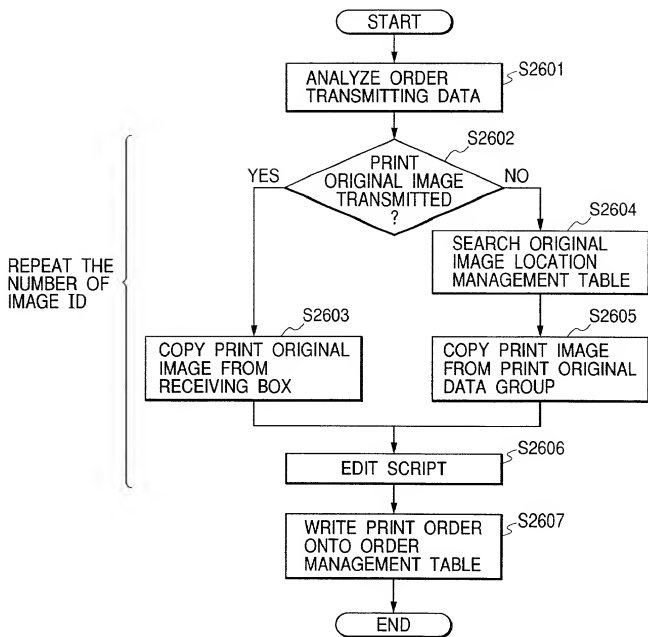 START
S2601
ANALYZE ORDER
TRANSMITTING DATA
S2602
PRINT
ORIGINAL IMAGE
TRANSMITTED
?
YES
NO
S2604
SEARCH ORIGINAL
IMAGE LOCATION
MANAGEMENT TABLE
REPEAT THE
NUMBER OF
IMAGE ID
S2603
COPY PRINT ORIGINAL
IMAGE FROM
RECEIVING BOX
S2605
COPY PRINT IMAGE
FROM PRINT ORIGINAL
DATA GROUP
S2606
EDIT SCRIPT
S2607
WRITE PRINT ORDER
ONTO ORDER
MANAGEMENT TABLE
END